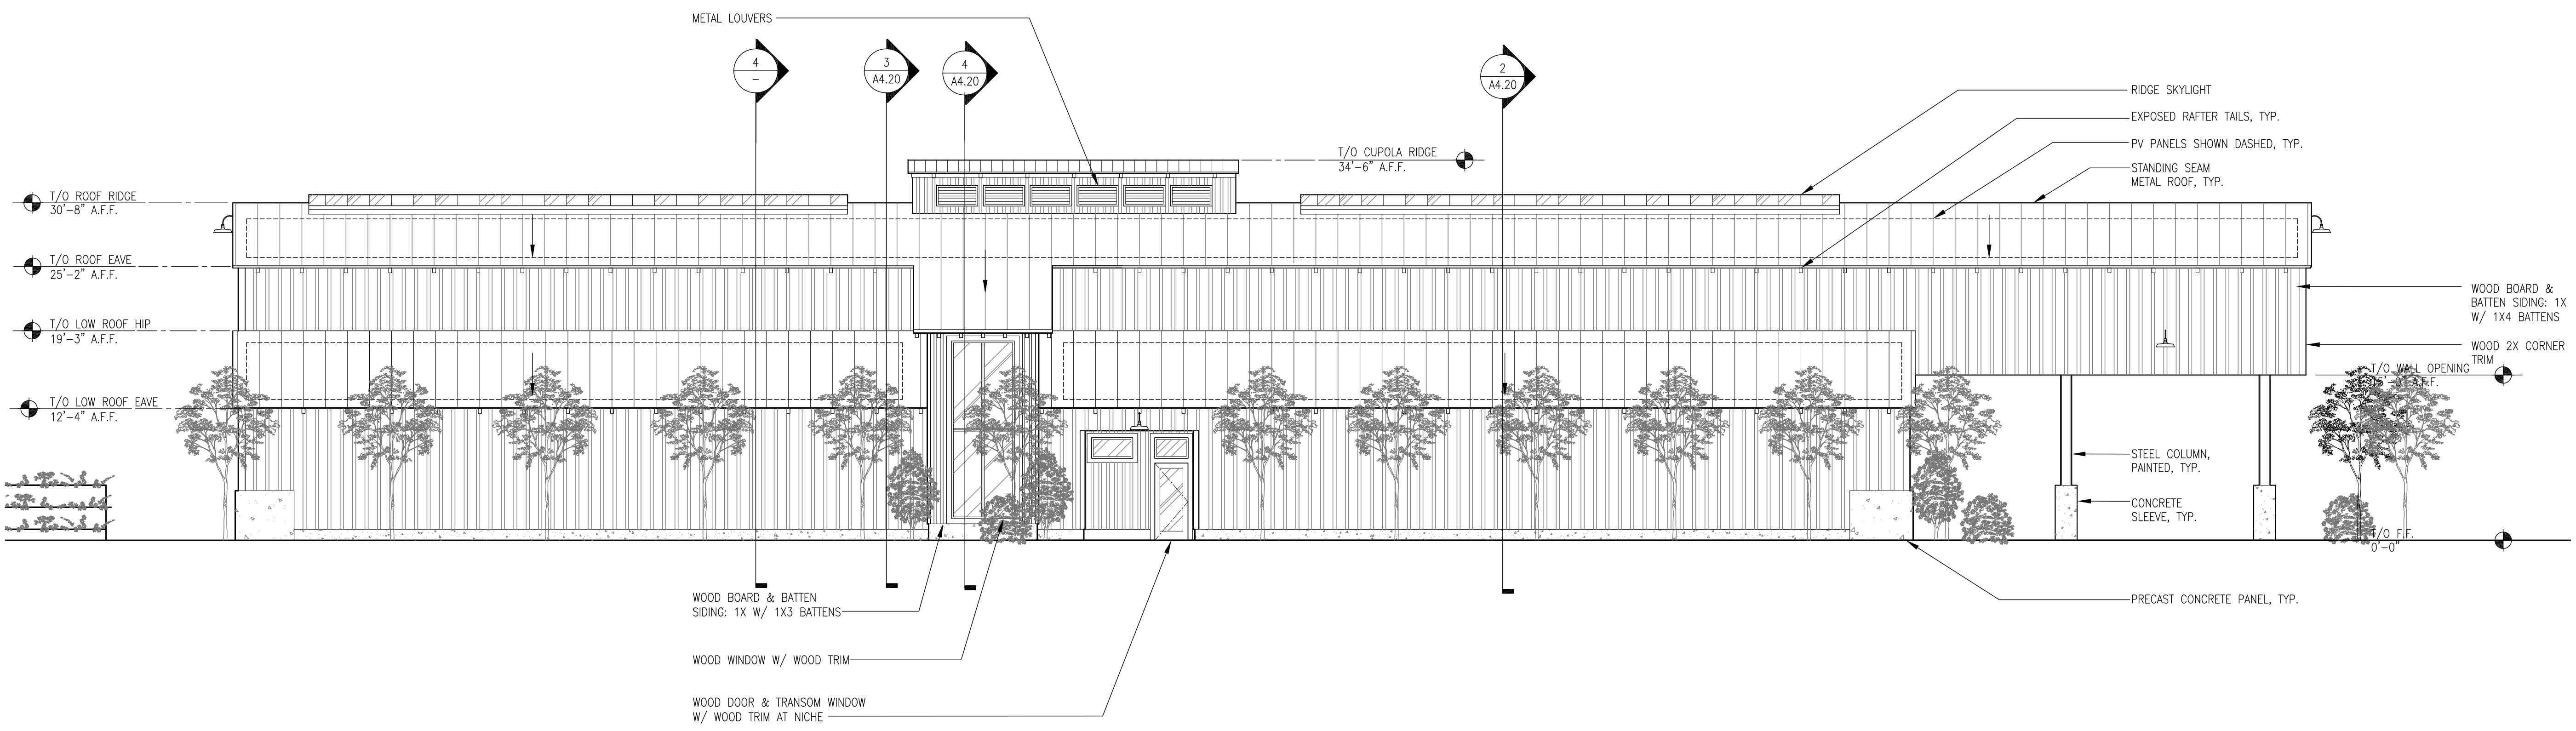 METAL LOUVERS
4
–
3
A4.20
4
A4.20
2
A4.20
RIDGE SKYLIGHT
EXPOSED RAFTER TAILS, TYP.
PV PANELS SHOWN DASHED, TYP.
STANDING SEAM
METAL ROOF, TYP.
T/O CUPOLA RIDGE
34'-6" A.F.F.
T/O ROOF RIDGE
30'-8" A.F.F.
T/O ROOF EAVE
25'-2" A.F.F.
T/O LOW ROOF HIP
19'-3" A.F.F.
T/O LOW ROOF EAVE
12'-4" A.F.F.
WOOD BOARD &
BATTEN SIDING: 1X
W/ 1X4 BATTENS
WOOD 2X CORNER
TRIM
T/O WALL OPENING
A.F.F.
STEEL COLUMN,
PAINTED, TYP.
CONCRETE
SLEEVE, TYP.
T/O F.F.
0'-0"
PRECAST CONCRETE PANEL, TYP.
WOOD BOARD & BATTEN
SIDING: 1X W/ 1X3 BATTENS
WOOD WINDOW W/ WOOD TRIM
WOOD DOOR & TRANSOM WINDOW
W/ WOOD TRIM AT NICHE